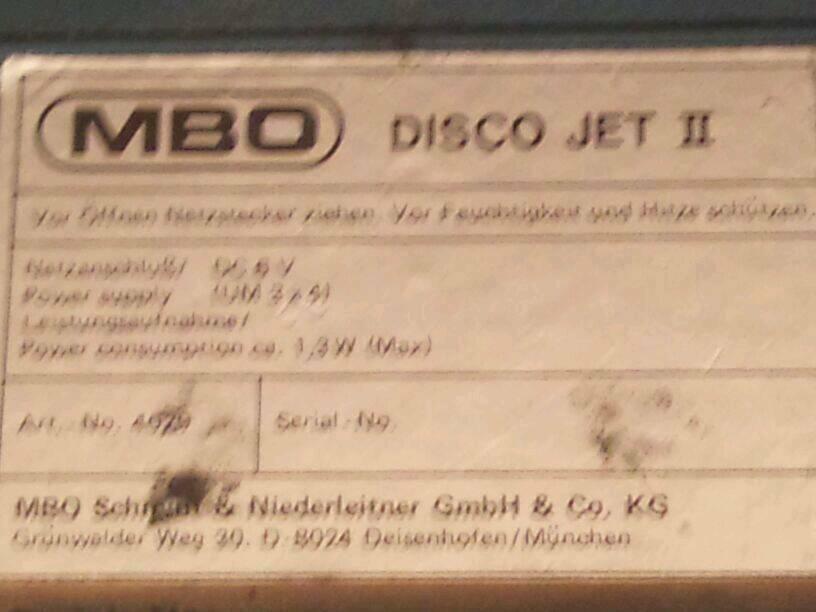 MBO DISCO JET II
Vor Öffnen Netzstecker ziehen. Vor Feuchtigkeit und Hitze schützen.
Netzanschluß/ DC 6 V
Power supply (UM 3 x 4)
Leistungsaufnahme/
Power consumption ca. 1,3W (Max)
Art.-No. Serial-No.
MBO Schmidt & Niederleitner GmbH & Co. KG
Grünwalder Weg 30. D-8024 Deisenhofen/München